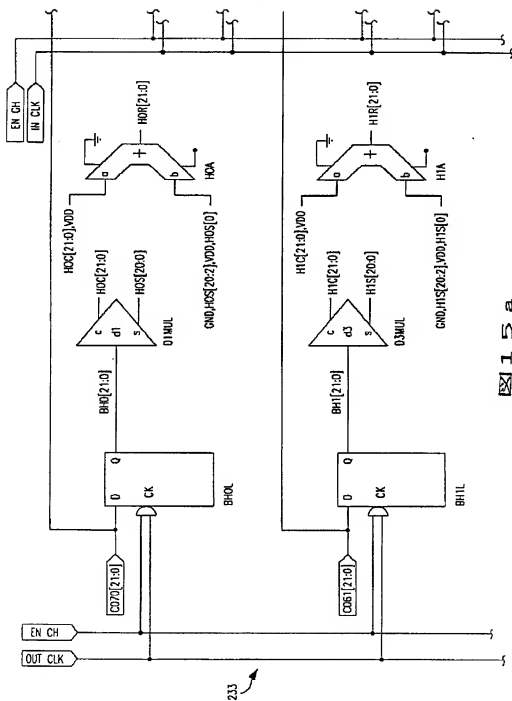 EN CH
IN CLK
H0C[21:0],VDD
a
+
b
H0R[21:0]
H0A
GND,H0S[20:2],VDD,H0S[0]
c
d1
s
H0C[21:0]
H0S[20:0]
D1MUL
BH0[21:0]
D
Q
CK
BH0L
C070[21:0]
H1C[21:0],VDD
a
+
b
H1R[21:0]
H1A
GND,H1S[20:2],VDD,H1S[0]
c
d3
s
H1C[21:0]
H1S[20:0]
D3MUL
BH1[21:0]
D
Q
CK
BH1L
C061[21:0]
EN CH
OUT CLK
233
図15a